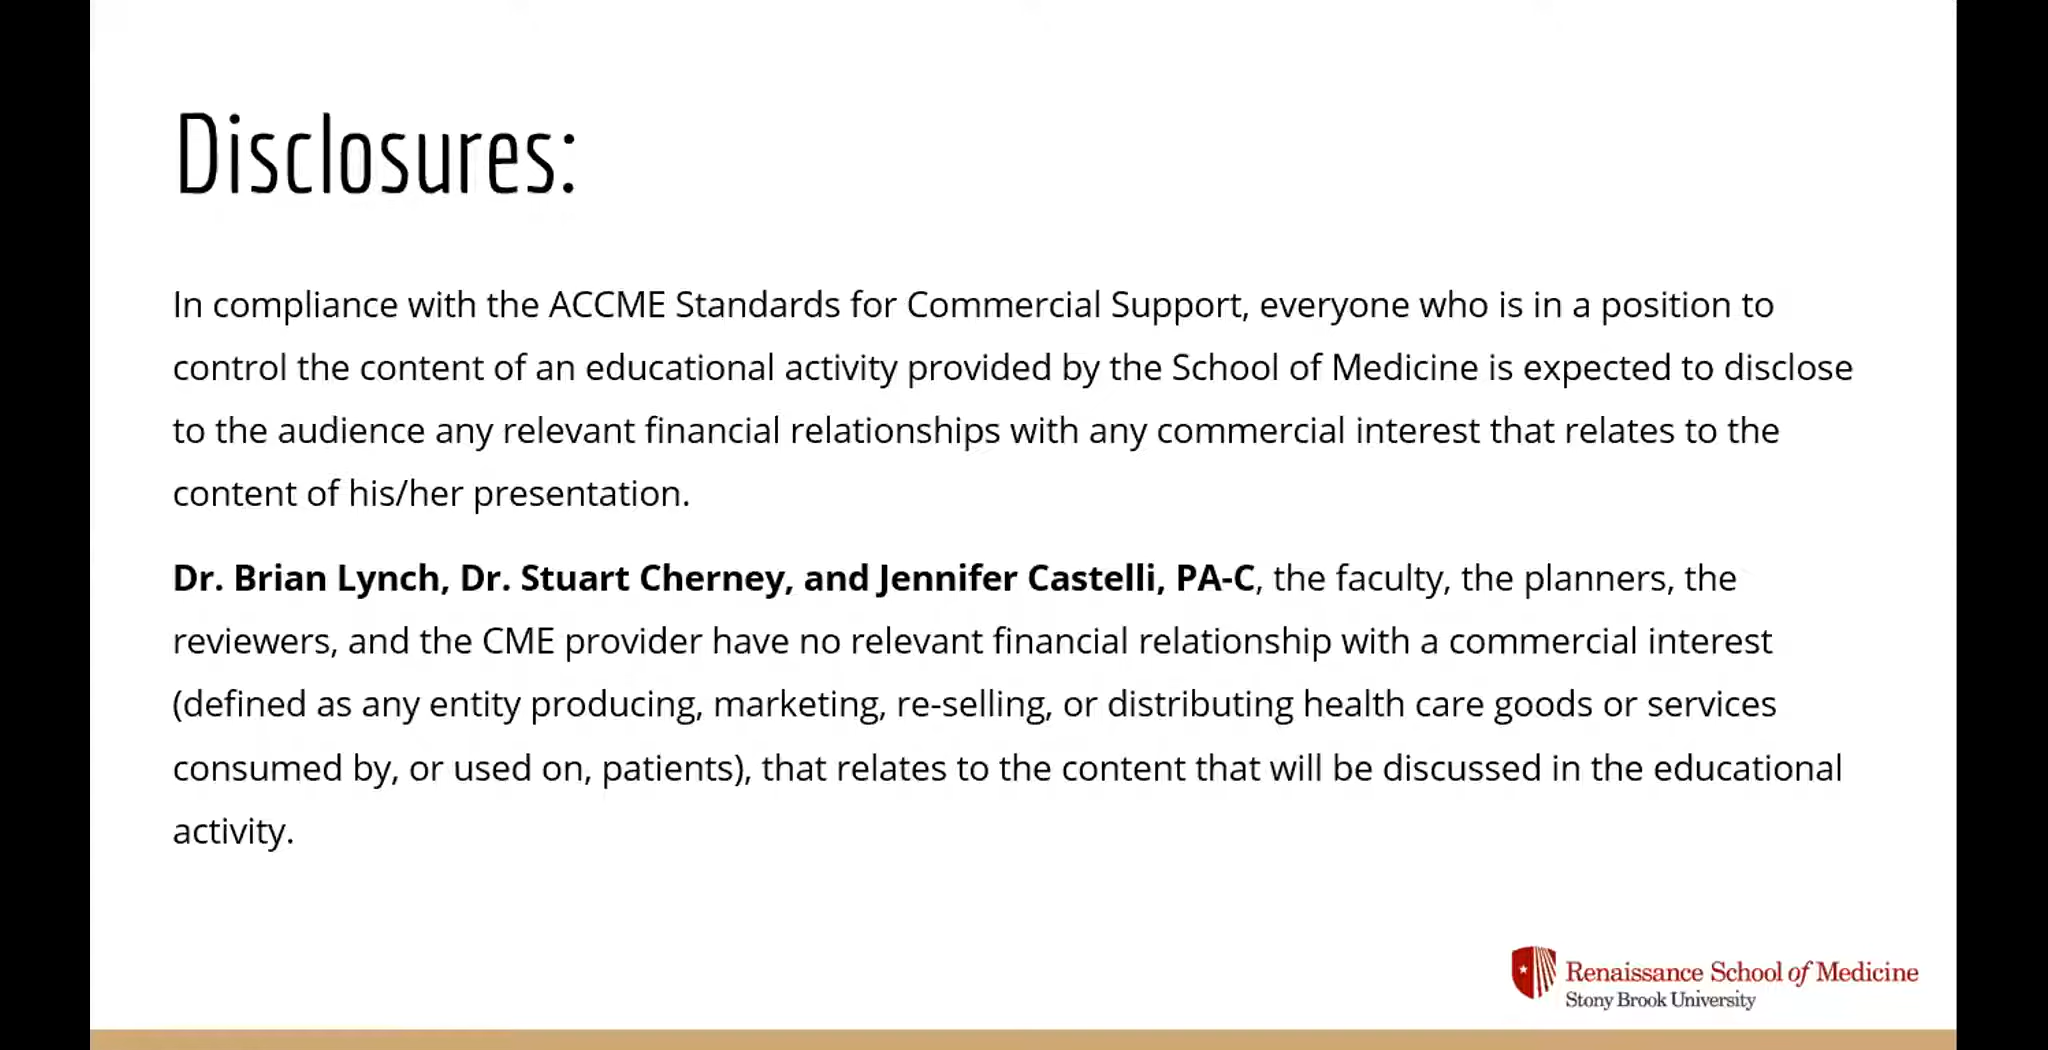 Disclosures:
In compliance with the ACCME Standards for Commercial Support, everyone who is in a position to
control the content of an educational activity provided by the School of Medicine is expected to disclose
to the audience any relevant financial relationships with any commercial interest that relates to the
content of his/her presentation.
Dr. Brian Lynch, Dr. Stuart Cherney, and Jennifer Castelli, PA-C, the faculty, the planners, the
reviewers, and the CME provider have no relevant financial relationship with a commercial interest
(defined as any entity producing, marketing, re-selling, or distributing health care goods or services
consumed by, or used on, patients), that relates to the content that will be discussed in the educational
activity.
Renaissance School of Medicine
Stony Brook University